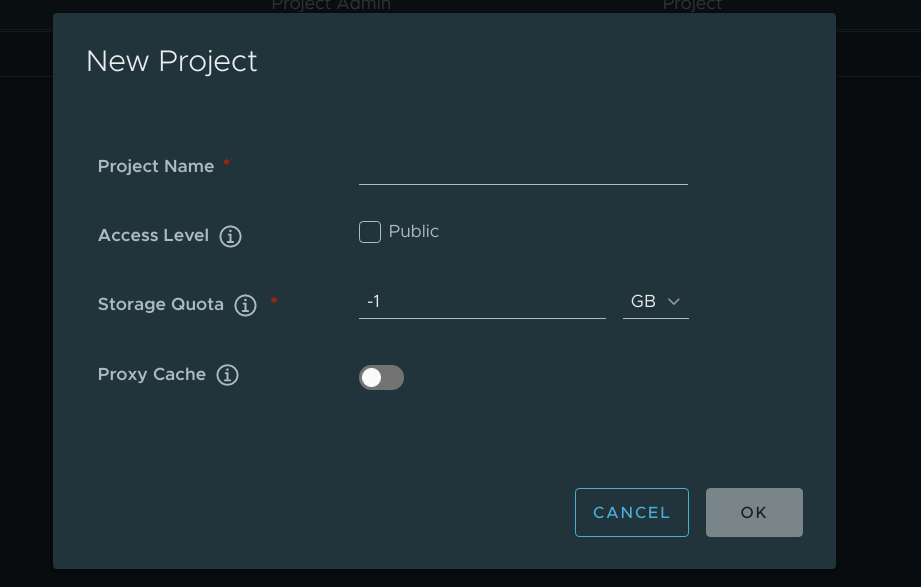 Project Admin Project
New Project
Project Name *
Access Level Public
Storage Quota * -1 GB
Proxy Cache
CANCEL OK